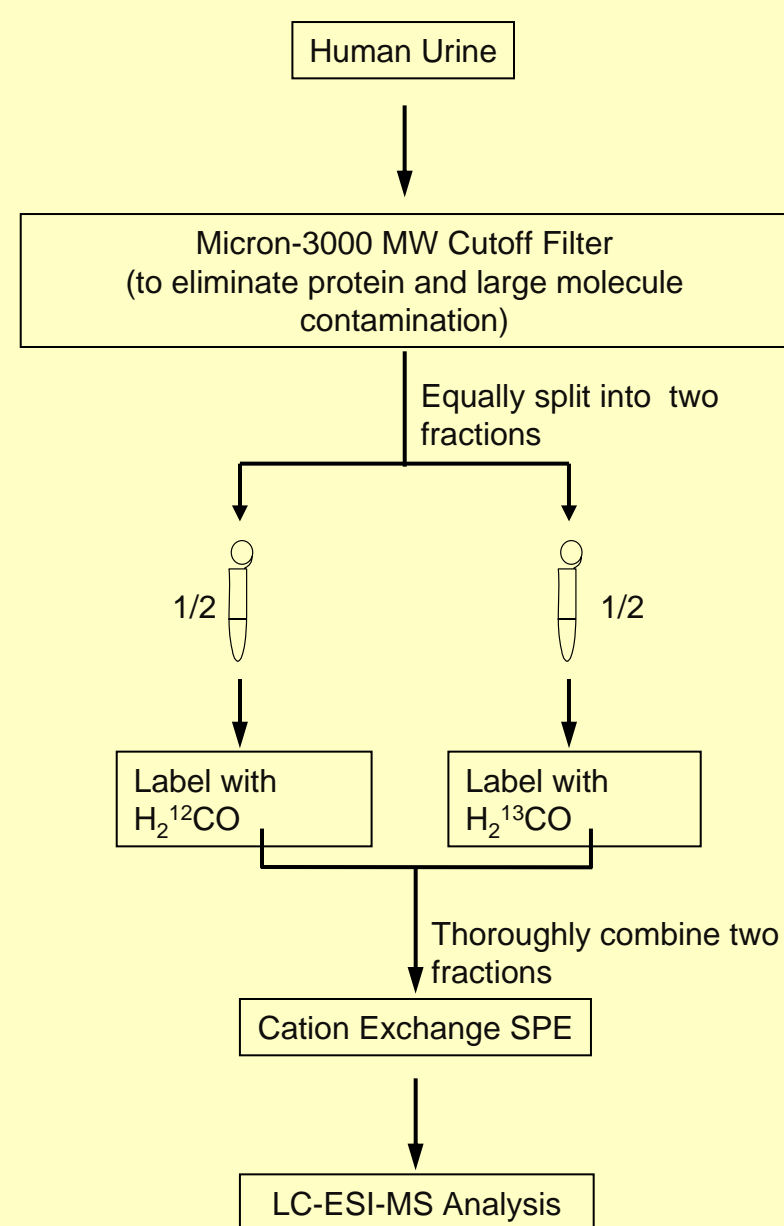 Human Urine
Micron-3000 MW Cutoff Filter
(to eliminate protein and large molecule
contamination)
Equally split into two
fractions
1/2
1/2
Label with
H₂¹²CO
Label with
H₂¹³CO
Thoroughly combine two
fractions
Cation Exchange SPE
LC-ESI-MS Analysis